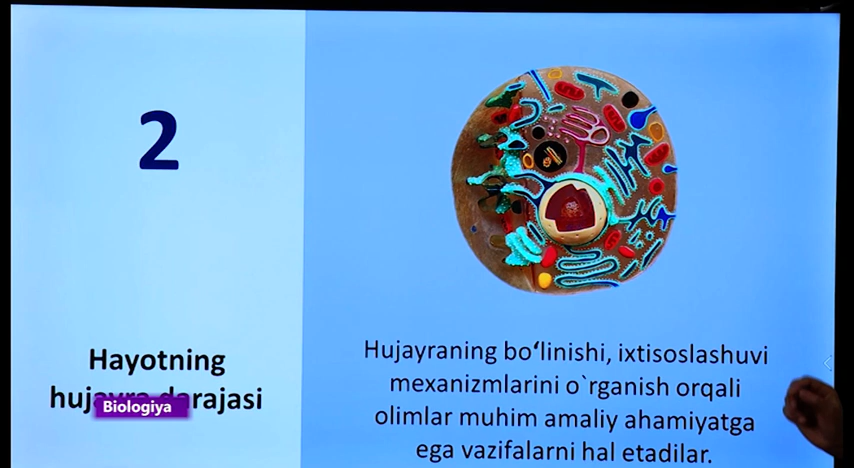 2
Hayotning
hujayra darajasi
Biologiya
Hujayraning bo‘linishi, ixtisoslashuvi
mexanizmlarini o`rganish orqali
olimlar muhim amaliy ahamiyatga
ega vazifalarni hal etadilar.